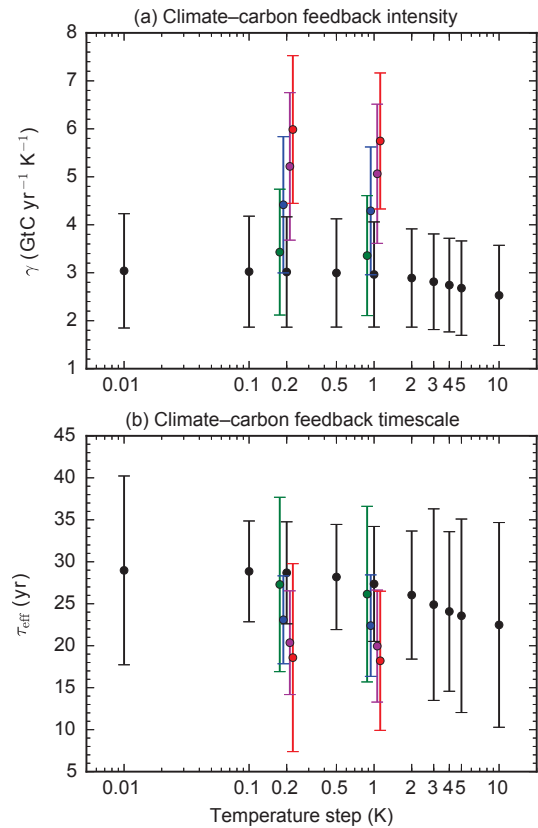 (a) Climate–carbon feedback intensity
8
7
6
5
4
3
2
1
γ (GtC yr⁻¹ K⁻¹)
0.01 0.1 0.2 0.5 1 2 3 4 5 10
(b) Climate–carbon feedback timescale
45
40
35
30
25
20
15
10
5
τeff (yr)
0.01 0.1 0.2 0.5 1 2 3 4 5 10
Temperature step (K)